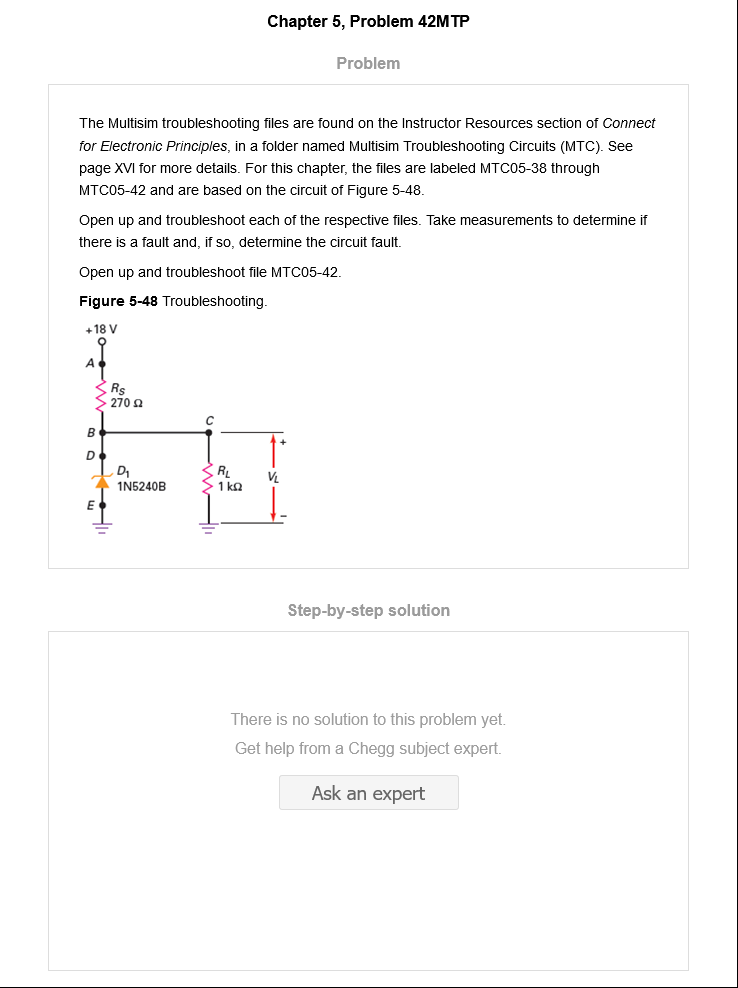 Chapter 5, Problem 42MTP
Problem
The Multisim troubleshooting files are found on the Instructor Resources section of Connect
for Electronic Principles, in a folder named Multisim Troubleshooting Circuits (MTC). See
page XVI for more details. For this chapter, the files are labeled MTC05-38 through
MTC05-42 and are based on the circuit of Figure 5-48.
Open up and troubleshoot each of the respective files. Take measurements to determine if
there is a fault and, if so, determine the circuit fault.
Open up and troubleshoot file MTC05-42.
Figure 5-48 Troubleshooting.
+18 V
A
RS
270 Ω
B
C
+
D
D1
1N5240B
RL
1 kΩ
VL
E
−
Step-by-step solution
There is no solution to this problem yet.
Get help from a Chegg subject expert.
Ask an expert